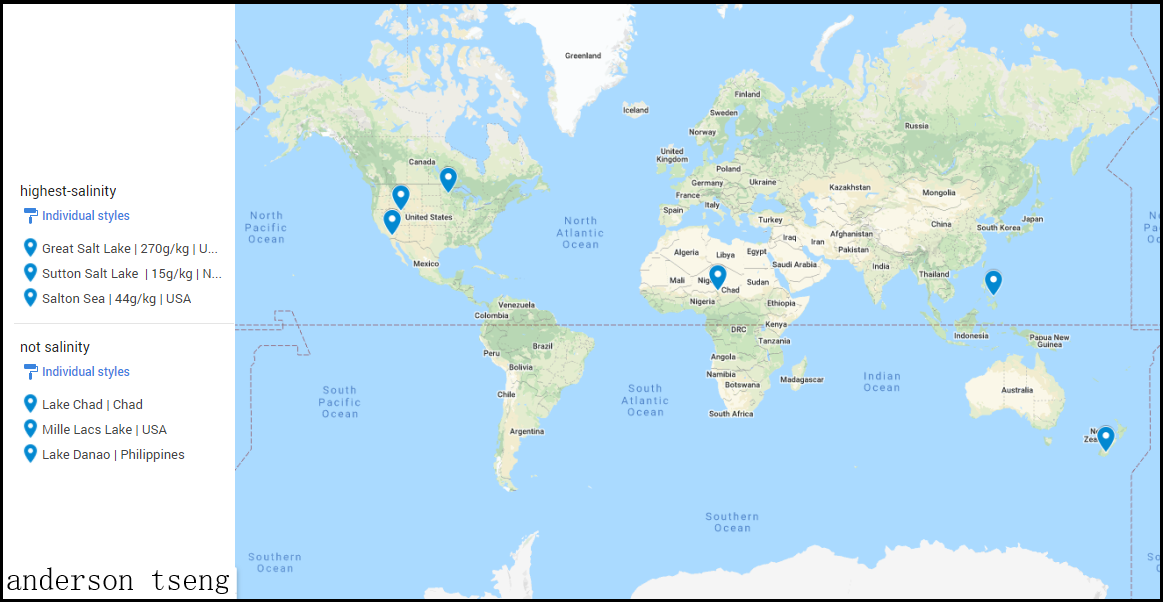 highest-salinity
Individual styles
Great Salt Lake | 270g/kg | U...
Sutton Salt Lake | 15g/kg | N...
Salton Sea | 44g/kg | USA
not salinity
Individual styles
Lake Chad | Chad
Mille Lacs Lake | USA
Lake Danao | Philippines
anderson tseng
Greenland
Iceland
Finland
Sweden
Norway
Russia
United
Kingdom
Poland
Germany
Ukraine
France
Italy
Spain
Turkey
Kazakhstan
Mongolia
China
Japan
South Korea
Afghanistan
Iraq
Iran
Pakistan
India
Thailand
Saudi Arabia
Algeria
Libya
Egypt
Mali
Chad
Sudan
Nigeria
Ethiopia
DRC
Kenya
Tanzania
Angola
Namibia
Botswana
Madagascar
South Africa
Canada
United States
Mexico
Venezuela
Colombia
Brazil
Peru
Bolivia
Chile
Argentina
Indonesia
Papua New
Guinea
Australia
North
Pacific
Ocean
North
Atlantic
Ocean
South
Pacific
Ocean
South
Atlantic
Ocean
Indian
Ocean
Southern
Ocean
Southern
Ocean